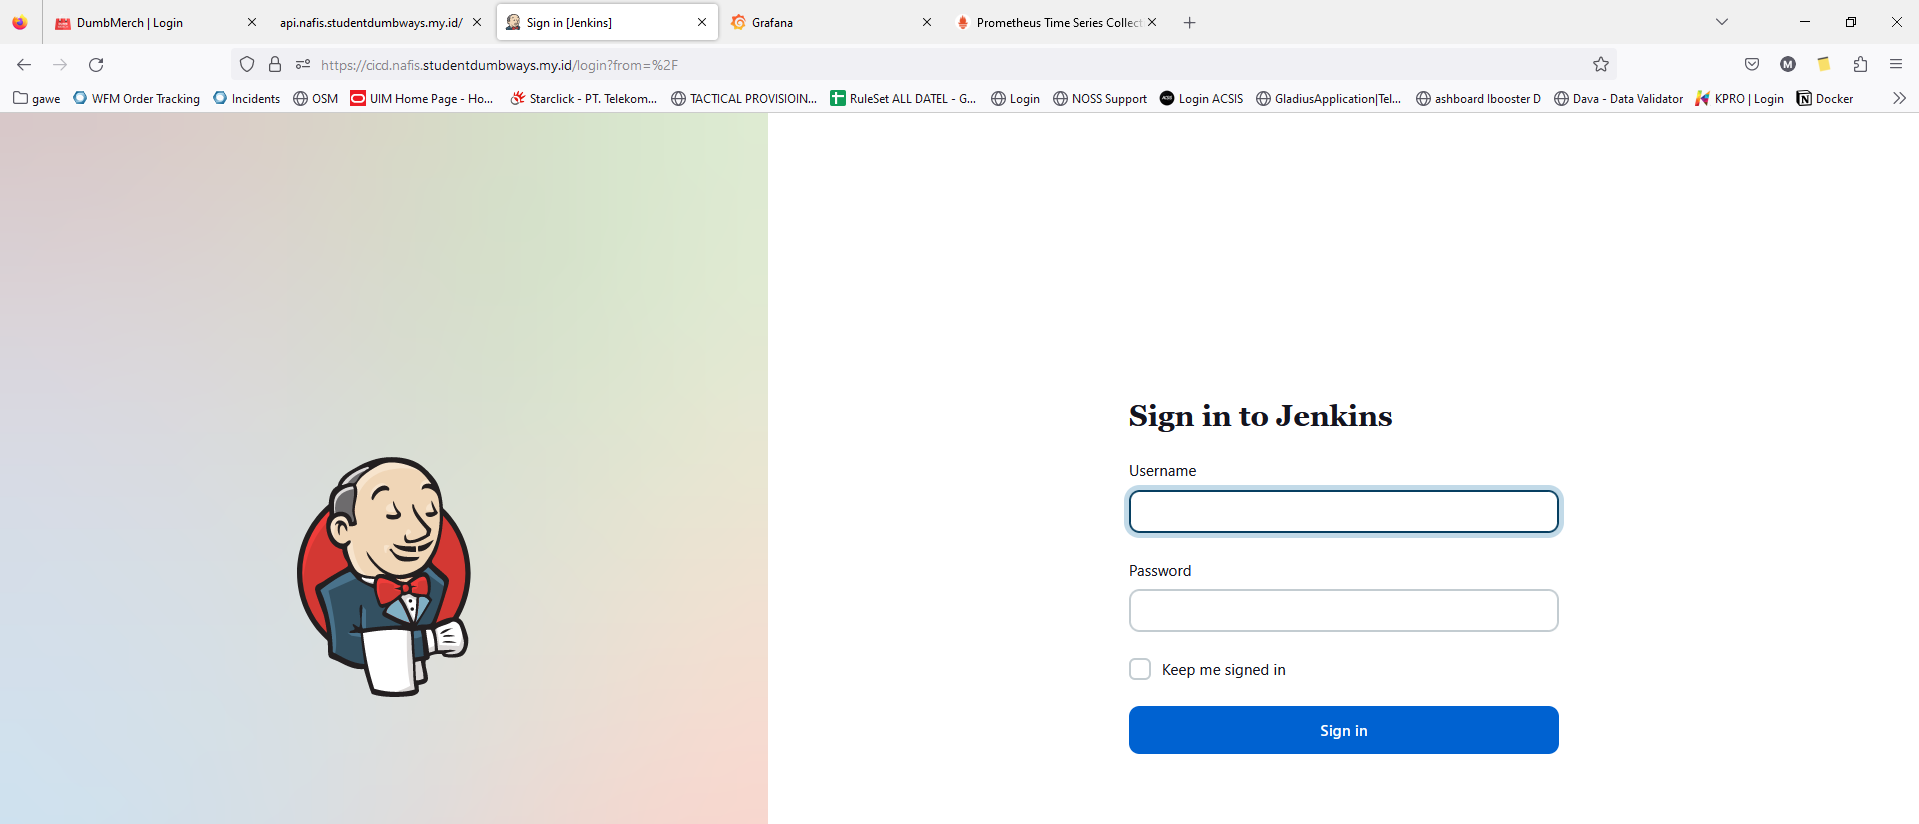 DumbMerch | Login
api.nafis.studentdumbways.my.id/
Sign in [Jenkins]
Grafana
Prometheus Time Series Collect
https://cicd.nafis.studentdumbways.my.id/login?from=%2F
M
gawe
WFM Order Tracking
Incidents
OSM
UIM Home Page - Ho...
Starclick - PT. Telekom...
TACTICAL PROVISIOIN...
RuleSet ALL DATEL - G...
Login
NOSS Support
Login ACSIS
GladiusApplication|Tel...
ashboard Ibooster D
Dava - Data Validator
KPRO | Login
Docker
Sign in to Jenkins
Username
Password
Keep me signed in
Sign in